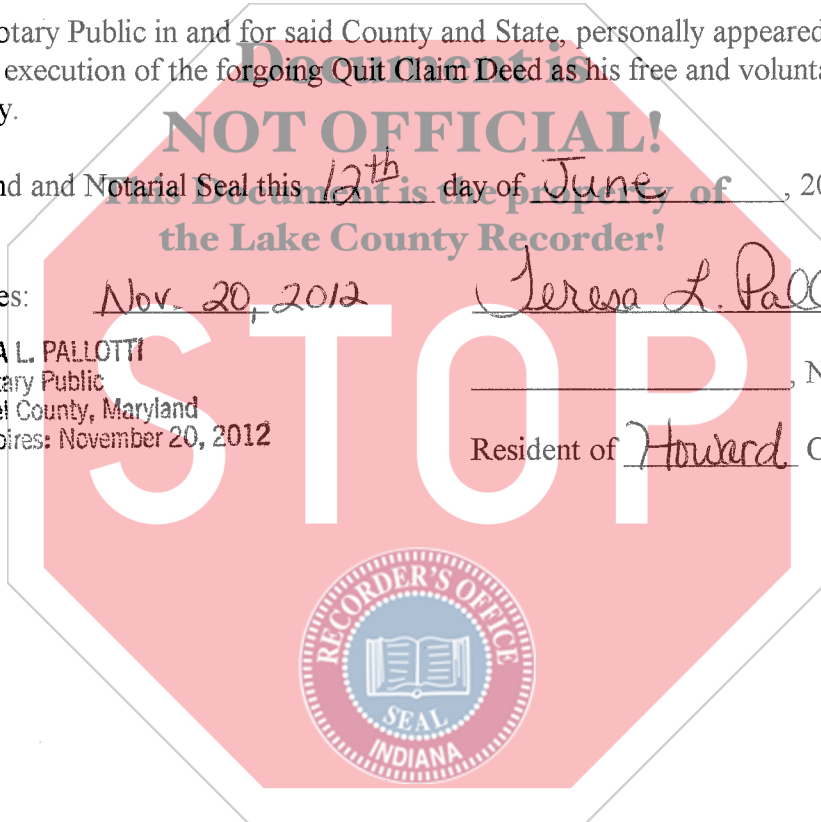 otary Public in and for said County and State, personally appeared
Document is
execution of the forgoing Quit Claim Deed as his free and volunta
y.
NOT OFFICIAL!
nd and Notarial Seal this 12th day of June, 20
This Document is the property of
the Lake County Recorder!
es: Nov. 20, 2012 Teresa L. Pall
A L. PALLOTTI
tary Public
, N
el County, Maryland
pires: November 20, 2012
Resident of Howard C
STOP
RECORDER'S OFFICE
SEAL
INDIANA